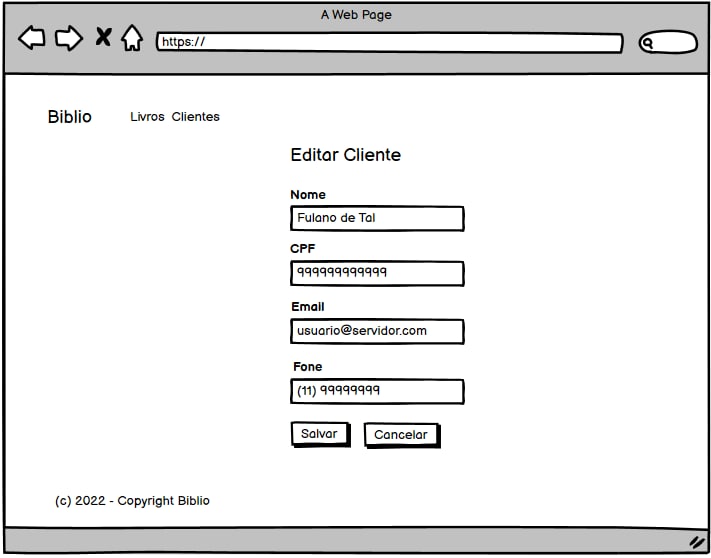 A Web Page
https://
Biblio
Livros Clientes
Editar Cliente
Nome
Fulano de Tal
CPF
999999999999
Email
usuario@servidor.com
Fone
(11) 99999999
Salvar Cancelar
(c) 2022 - Copyright Biblio